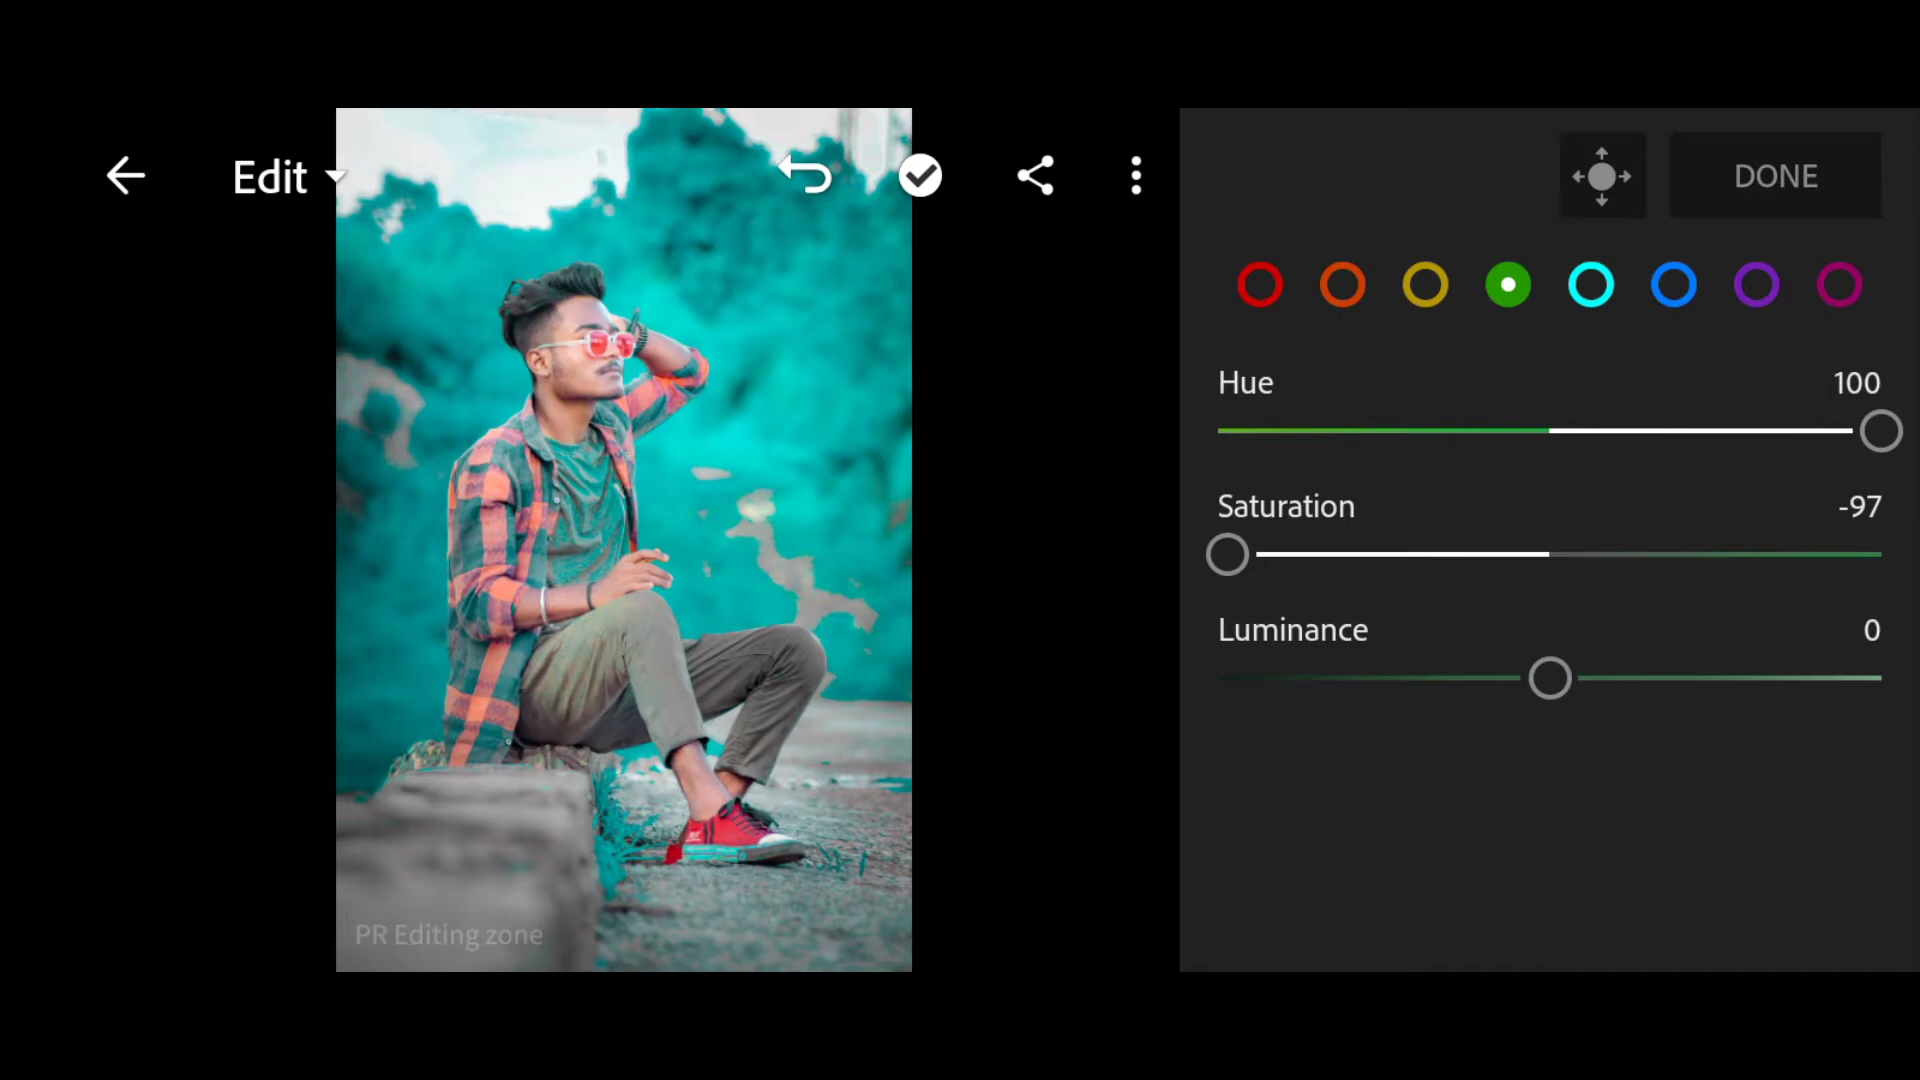 Edit
DONE
Hue 100
Saturation -97
Luminance 0
PR Editing zone